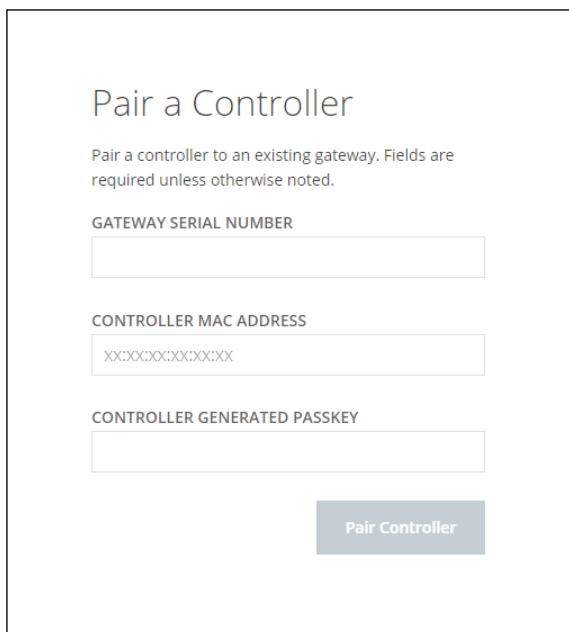 Pair a Controller
Pair a controller to an existing gateway. Fields are
required unless otherwise noted.
GATEWAY SERIAL NUMBER
CONTROLLER MAC ADDRESS
XX:XX:XX:XX:XX:XX
CONTROLLER GENERATED PASSKEY
Pair Controller